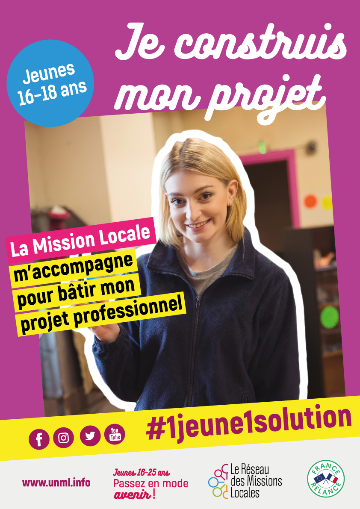 Je construis
mon projet
Jeunes
16-18 ans
La Mission Locale
m'accompagne
pour bâtir mon
projet professionnel
#1jeune1solution
www.unml.info
Jeunes 16-25 ans
Passez en mode
avenir !
Le Réseau
des Missions
Locales
FRANCE
RELANCE